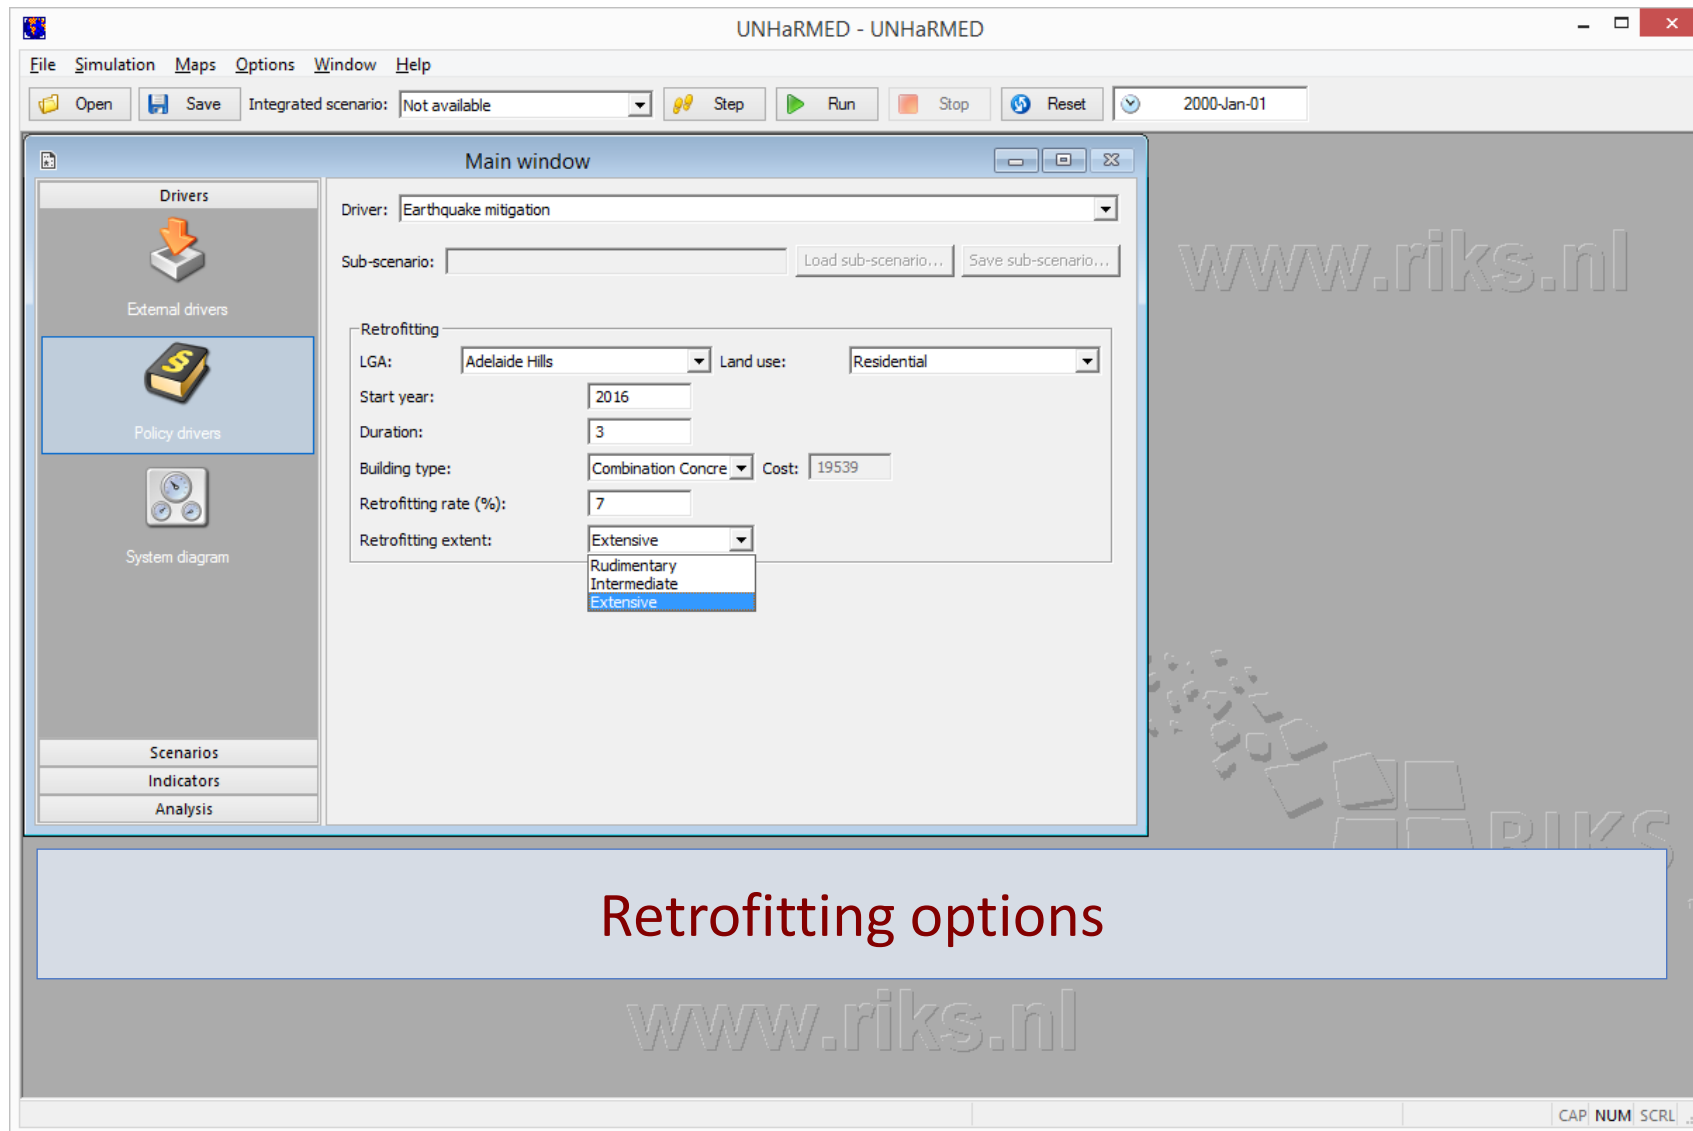 UNHaRMED - UNHaRMED
File Simulation Maps Options Window Help
Open Save Integrated scenario: Not available Step Run Stop Reset 2000-Jan-01
Main window
Drivers
External drivers
Policy drivers
System diagram
Scenarios
Indicators
Analysis
Driver: Earthquake mitigation
Sub-scenario: Load sub-scenario... Save sub-scenario...
Retrofitting
LGA: Adelaide Hills Land use: Residential
Start year: 2016
Duration: 3
Building type: Combination Concre Cost: 19539
Retrofitting rate (%): 7
Retrofitting extent: Extensive
Rudimentary
Intermediate
Extensive
www.riks.nl
RIKS
Retrofitting options
www.riks.nl
CAP NUM SCRL